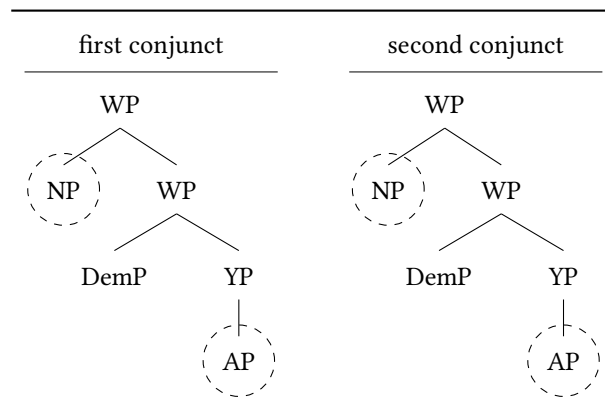 first conjunct second conjunct
WP WP
NP WP NP WP
DemP YP DemP YP
AP AP